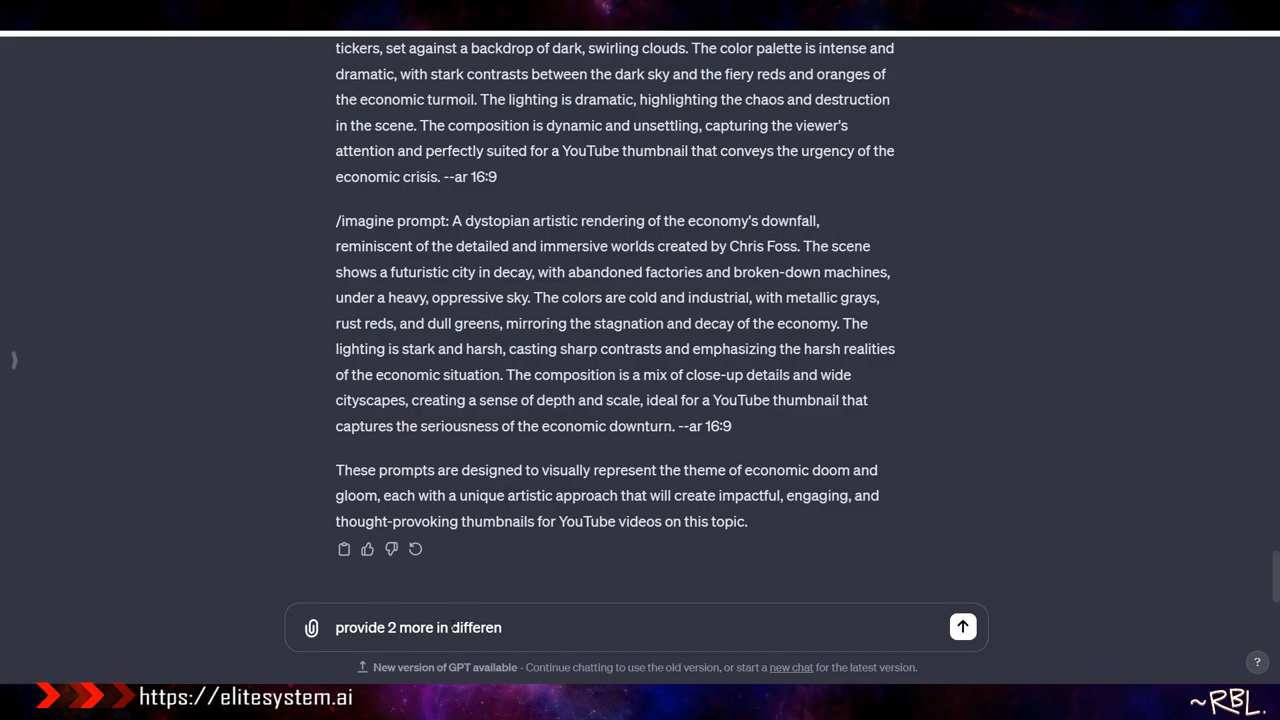 tickers, set against a backdrop of dark, swirling clouds. The color palette is intense and
dramatic, with stark contrasts between the dark sky and the fiery reds and oranges of
the economic turmoil. The lighting is dramatic, highlighting the chaos and destruction
in the scene. The composition is dynamic and unsettling, capturing the viewer's
attention and perfectly suited for a YouTube thumbnail that conveys the urgency of the
economic crisis. --ar 16:9
/imagine prompt: A dystopian artistic rendering of the economy's downfall,
reminiscent of the detailed and immersive worlds created by Chris Foss. The scene
shows a futuristic city in decay, with abandoned factories and broken-down machines,
under a heavy, oppressive sky. The colors are cold and industrial, with metallic grays,
rust reds, and dull greens, mirroring the stagnation and decay of the economy. The
lighting is stark and harsh, casting sharp contrasts and emphasizing the harsh realities
of the economic situation. The composition is a mix of close-up details and wide
cityscapes, creating a sense of depth and scale, ideal for a YouTube thumbnail that
captures the seriousness of the economic downturn. --ar 16:9
These prompts are designed to visually represent the theme of economic doom and
gloom, each with a unique artistic approach that will create impactful, engaging, and
thought-provoking thumbnails for YouTube videos on this topic.
provide 2 more in differen
New version of GPT available - Continue chatting to use the old version, or start a new chat for the latest version.
?
https://elitesystem.ai
~RBL.